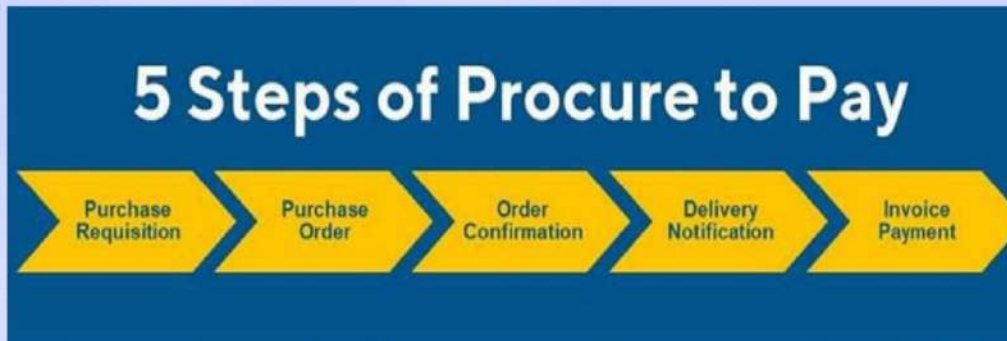 5 Steps of Procure to Pay
Purchase
Requisition
Purchase
Order
Order
Confirmation
Delivery
Notification
Invoice
Payment